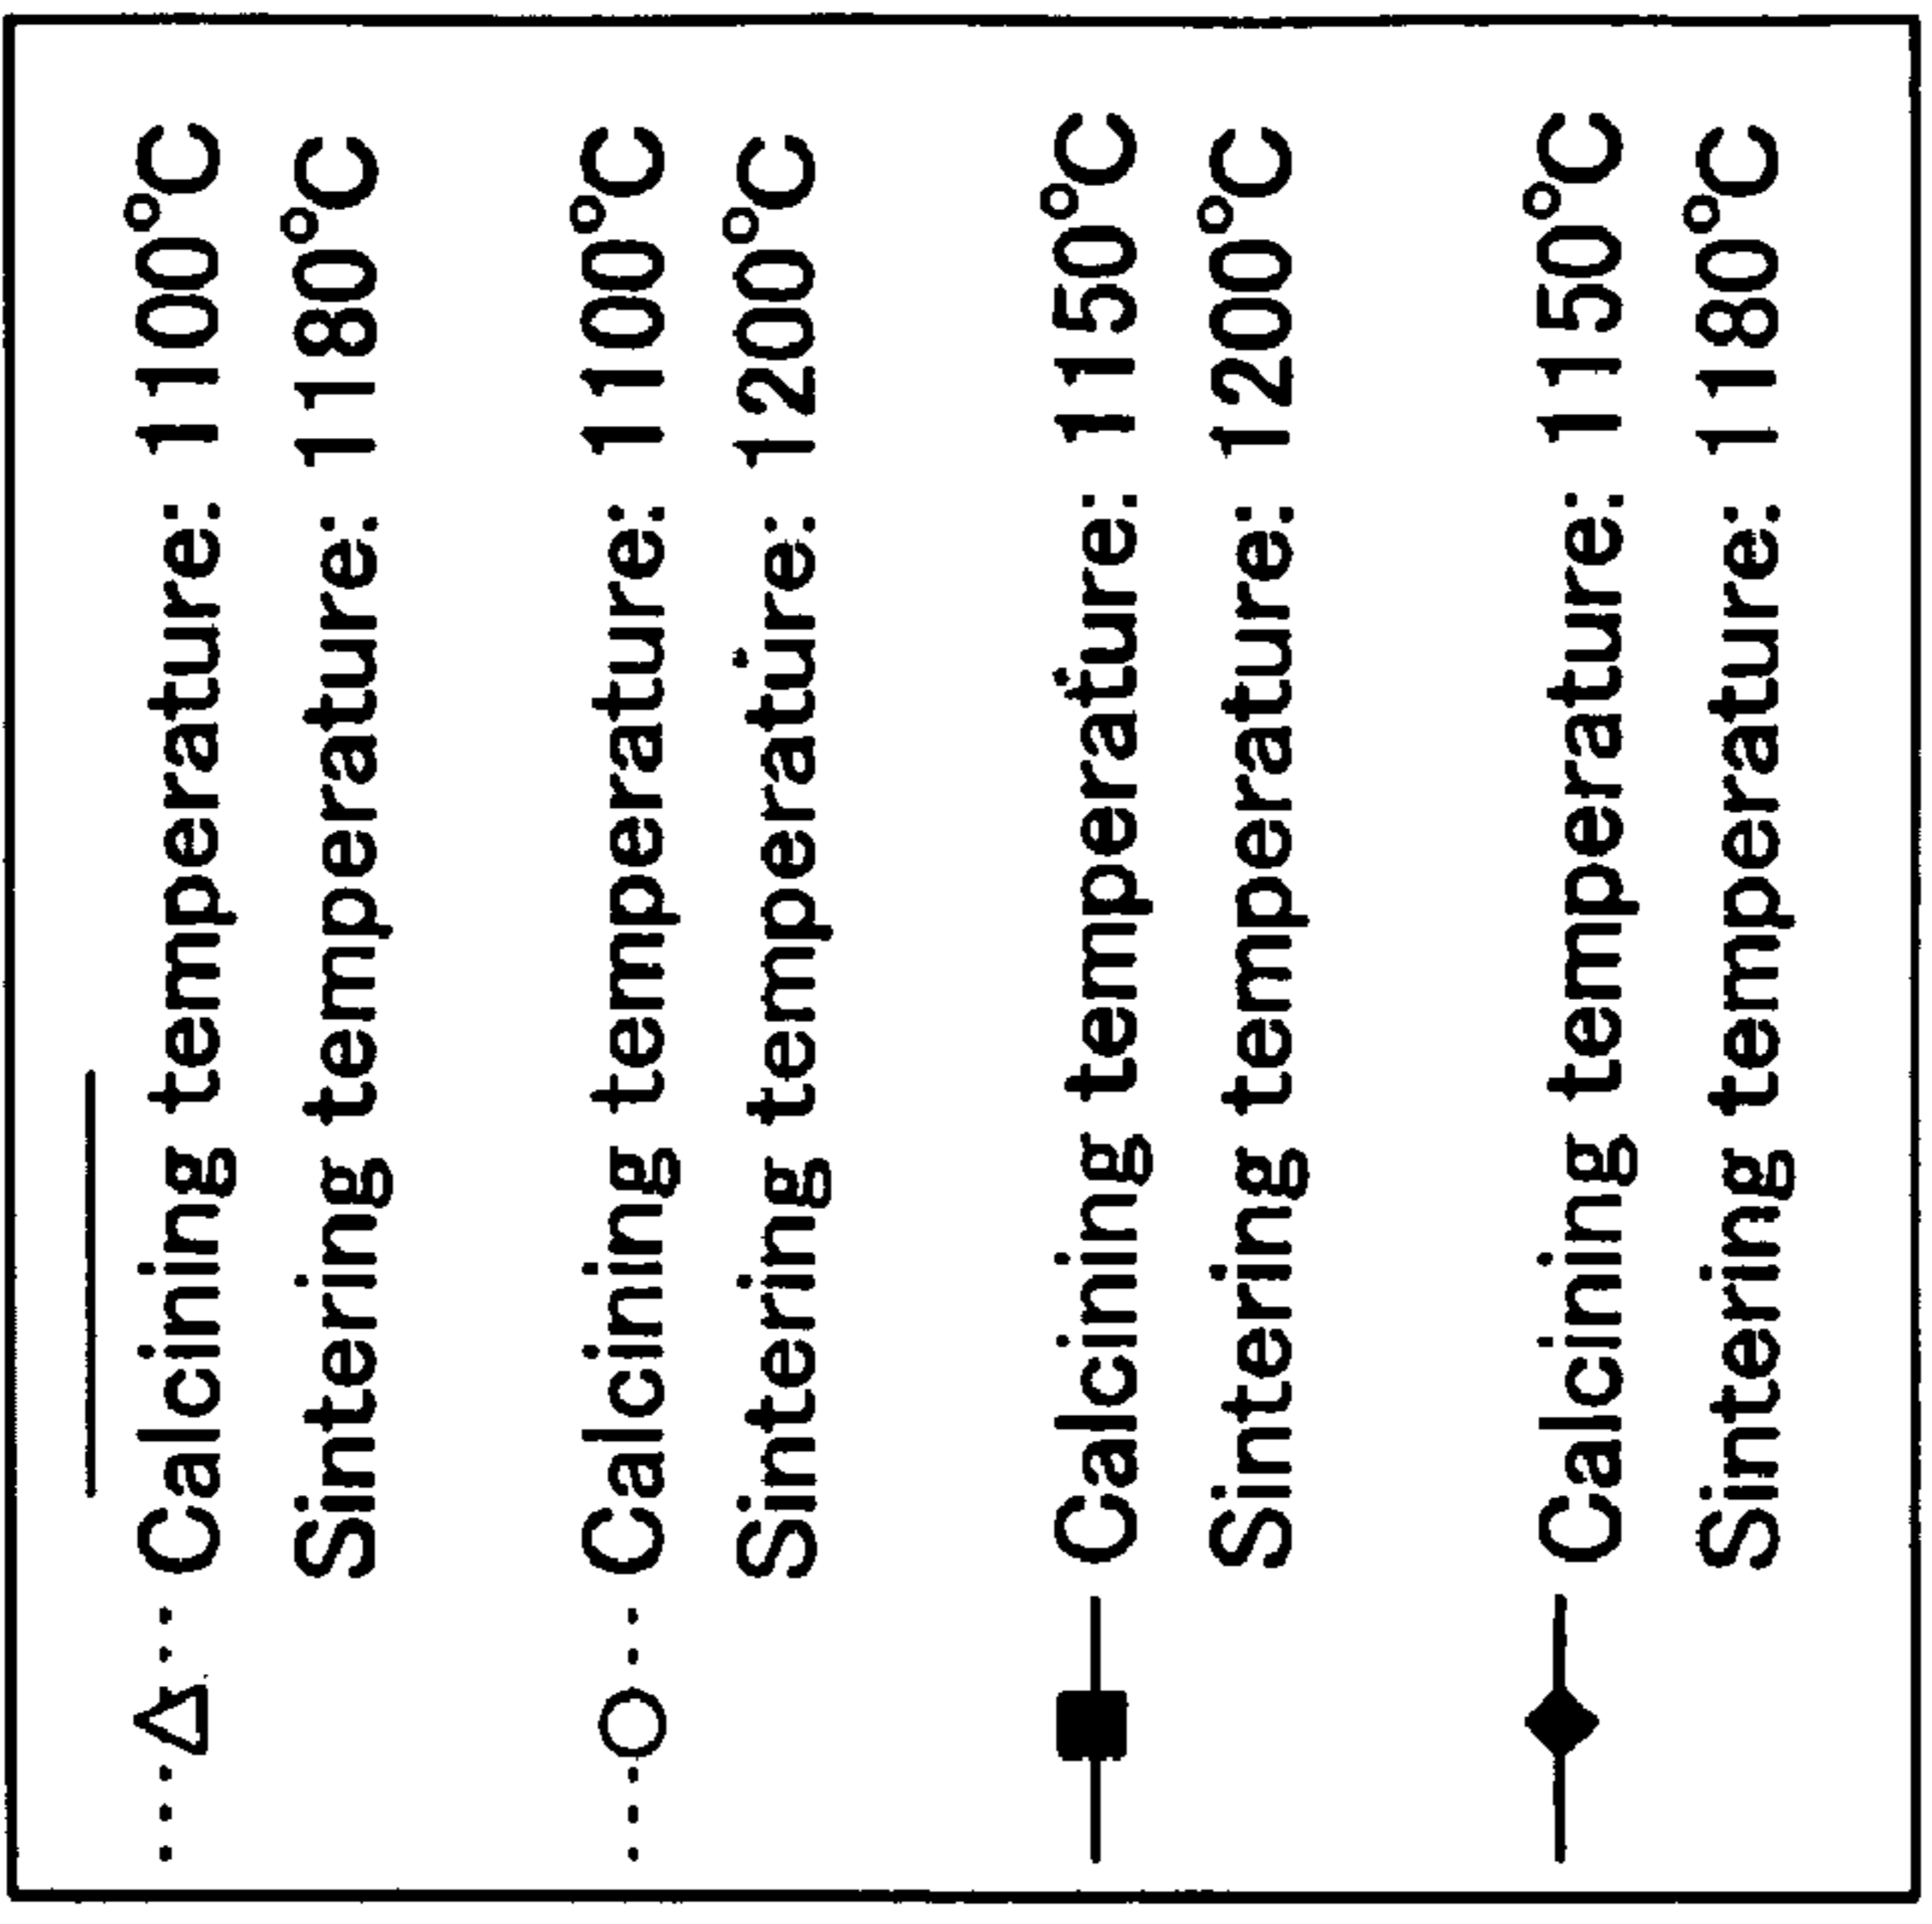 Calcining temperature: 1100°C
Sintering temperature: 1180°C
Calcining temperature: 1100°C
Sintering temperature: 1200°C
Calcining temperature: 1150°C
Sintering temperature: 1200°C
Calcining temperature: 1150°C
Sintering temperature: 1180°C